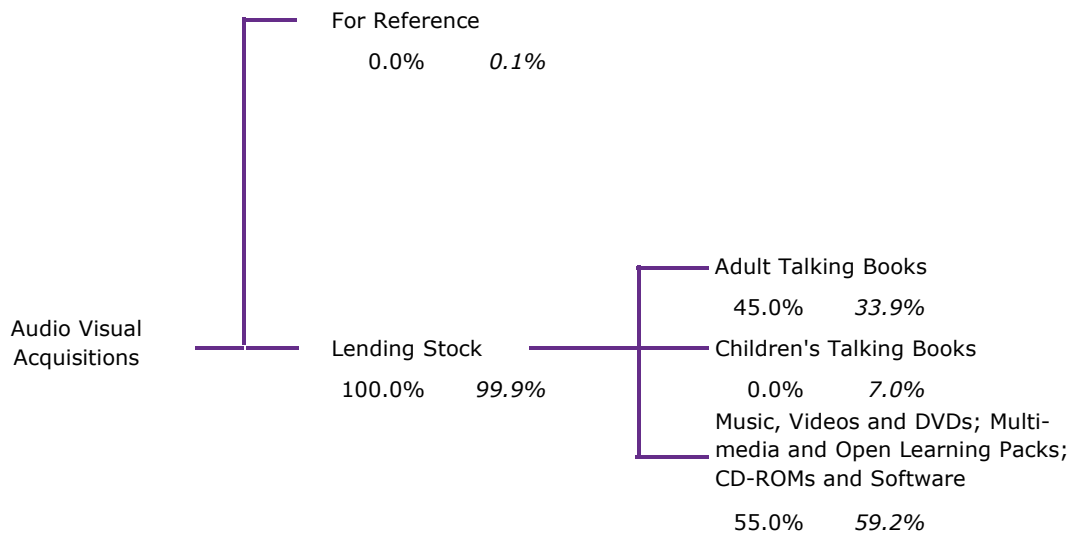 For Reference
0.0% 0.1%
Audio Visual
Acquisitions
Lending Stock
100.0% 99.9%
Adult Talking Books
45.0% 33.9%
Children's Talking Books
0.0% 7.0%
Music, Videos and DVDs; Multi-
media and Open Learning Packs;
CD-ROMs and Software
55.0% 59.2%